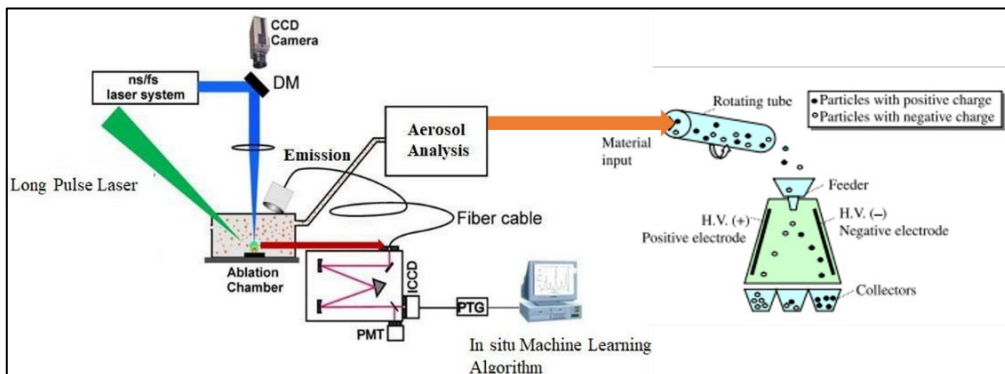 CCD
Camera
ns/fs
laser system
DM
Long Pulse Laser
Emission
Aerosol
Analysis
Fiber cable
Ablation
Chamber
ICCD
PMT
PTG
In situ Machine Learning
Algorithm
Rotating tube
Material
input
Particles with positive charge
Particles with negative charge
Feeder
H.V. (+)
Positive electrode
H.V. (–)
Negative electrode
Collectors